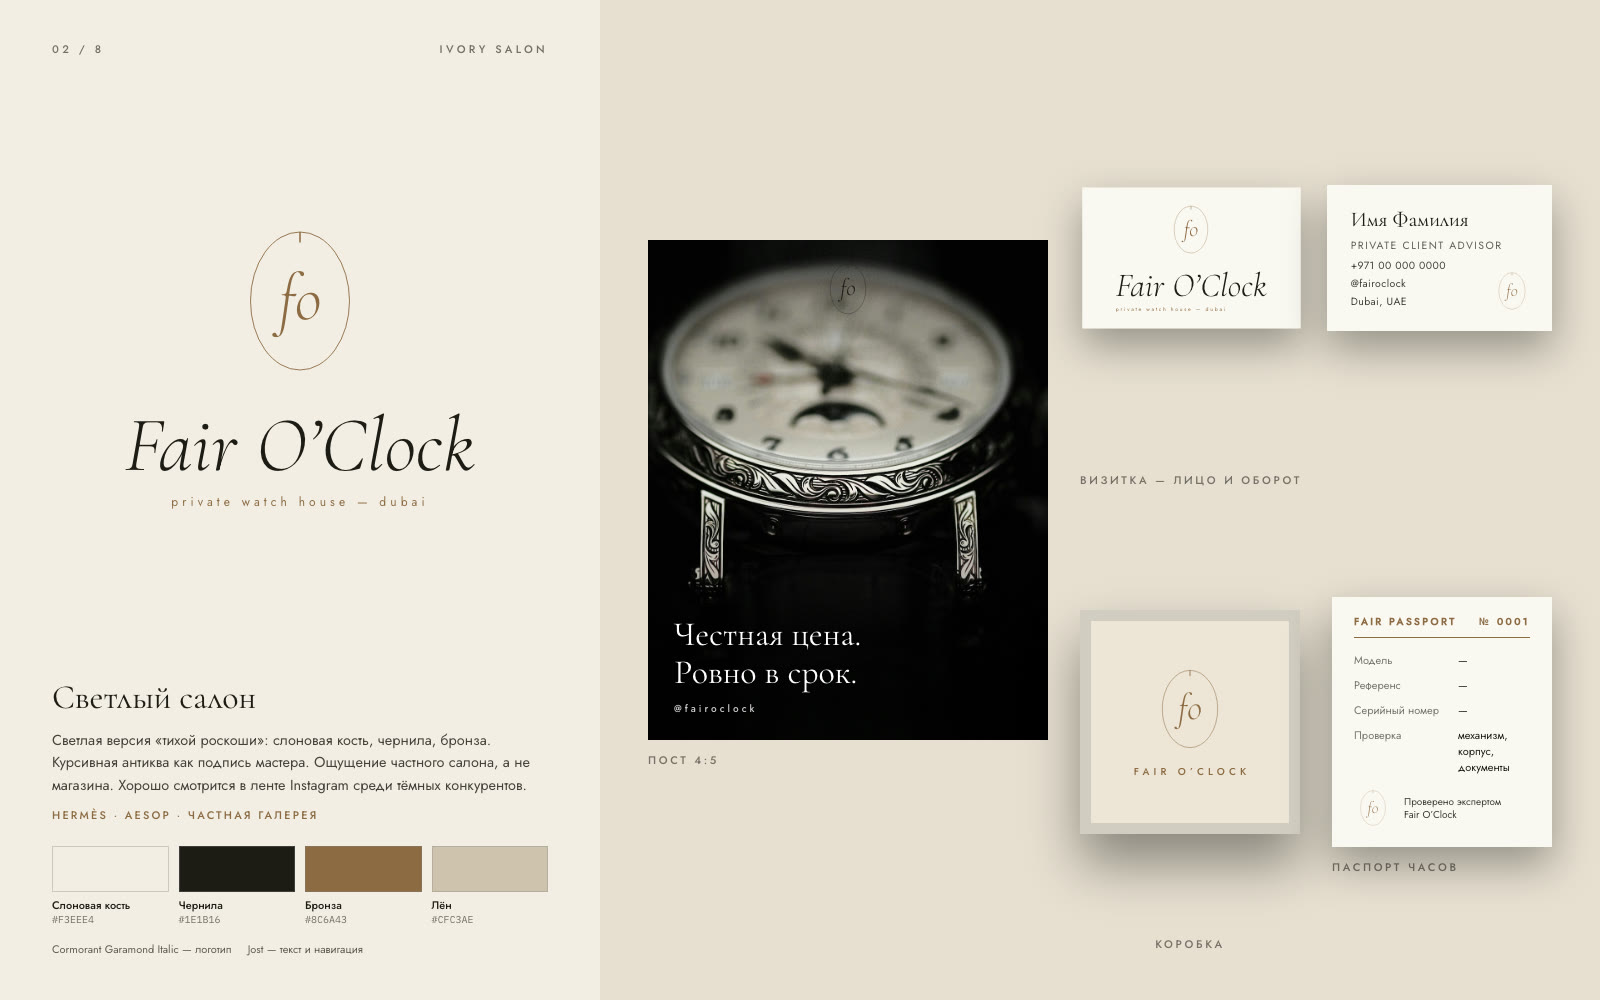 02 / 8
IVORY SALON
fo
Fair O’Clock
private watch house — dubai
Светлый салон
Светлая версия «тихой роскоши»: слоновая кость, чернила, бронза.
Курсивная антиква как подпись мастера. Ощущение частного салона, а не
магазина. Хорошо смотрится в ленте Instagram среди тёмных конкурентов.
HERMÈS · AESOP · ЧАСТНАЯ ГАЛЕРЕЯ
Слоновая кость
#F3EEE4
Чернила
#1E1B16
Бронза
#8C6A43
Лён
#CFC3AE
Cormorant Garamond Italic — логотип
Jost — текст и навигация
fo
7
6
5
Честная цена.
Ровно в срок.
@fairoclock
ПОСТ 4:5
fo
Fair O’Clock
private watch house — dubai
Имя Фамилия
PRIVATE CLIENT ADVISOR
+971 00 000 0000
@fairoclock
Dubai, UAE
fo
ВИЗИТКА — ЛИЦО И ОБОРОТ
fo
FAIR O’CLOCK
КОРОБКА
FAIR PASSPORT
№ 0001
Модель —
Референс —
Серийный номер —
Проверка механизм,
корпус,
документы
fo
Проверено экспертом
Fair O’Clock
ПАСПОРТ ЧАСОВ